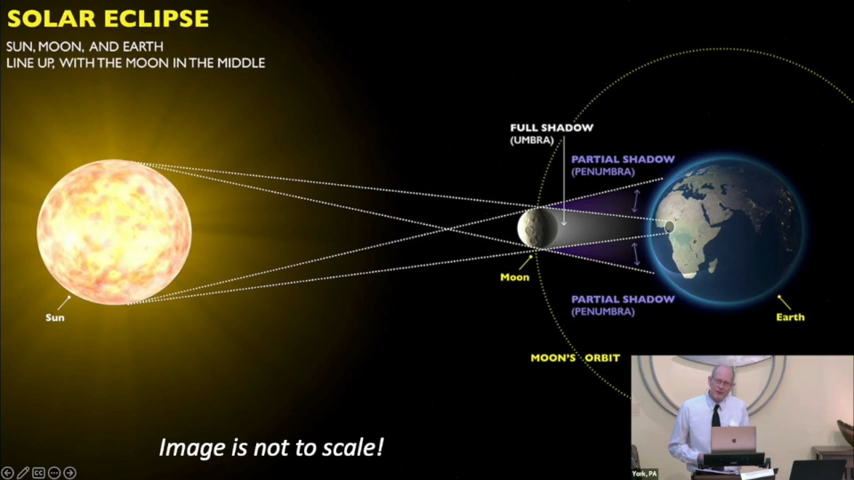 SOLAR ECLIPSE
SUN, MOON, AND EARTH
LINE UP, WITH THE MOON IN THE MIDDLE
FULL SHADOW
(UMBRA)
PARTIAL SHADOW
(PENUMBRA)
Moon
Sun
PARTIAL SHADOW
(PENUMBRA)
Earth
MOON'S ORBIT
Image is not to scale!
York, PA
CC